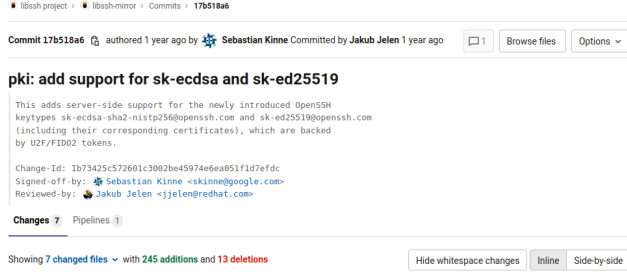 libssh project > libssh-mirror > Commits > 17b518a6
Commit 17b518a6 authored 1 year ago by Sebastian Kinne Committed by Jakub Jelen 1 year ago 1 Browse files Options
pki: add support for sk-ecdsa and sk-ed25519
This adds server-side support for the newly introduced OpenSSH
keytypes sk-ecdsa-sha2-nistp256@openssh.com and sk-ed25519@openssh.com
(including their corresponding certificates), which are backed
by U2F/FIDO2 tokens.
Change-Id: Ib73425c572601c3002be45974e6ea051f1d7efdc
Signed-off-by: Sebastian Kinne <skinne@google.com>
Reviewed-by: Jakub Jelen <jjelen@redhat.com>
Changes 7 Pipelines 1
Showing 7 changed files with 245 additions and 13 deletions Hide whitespace changes Inline Side-by-side